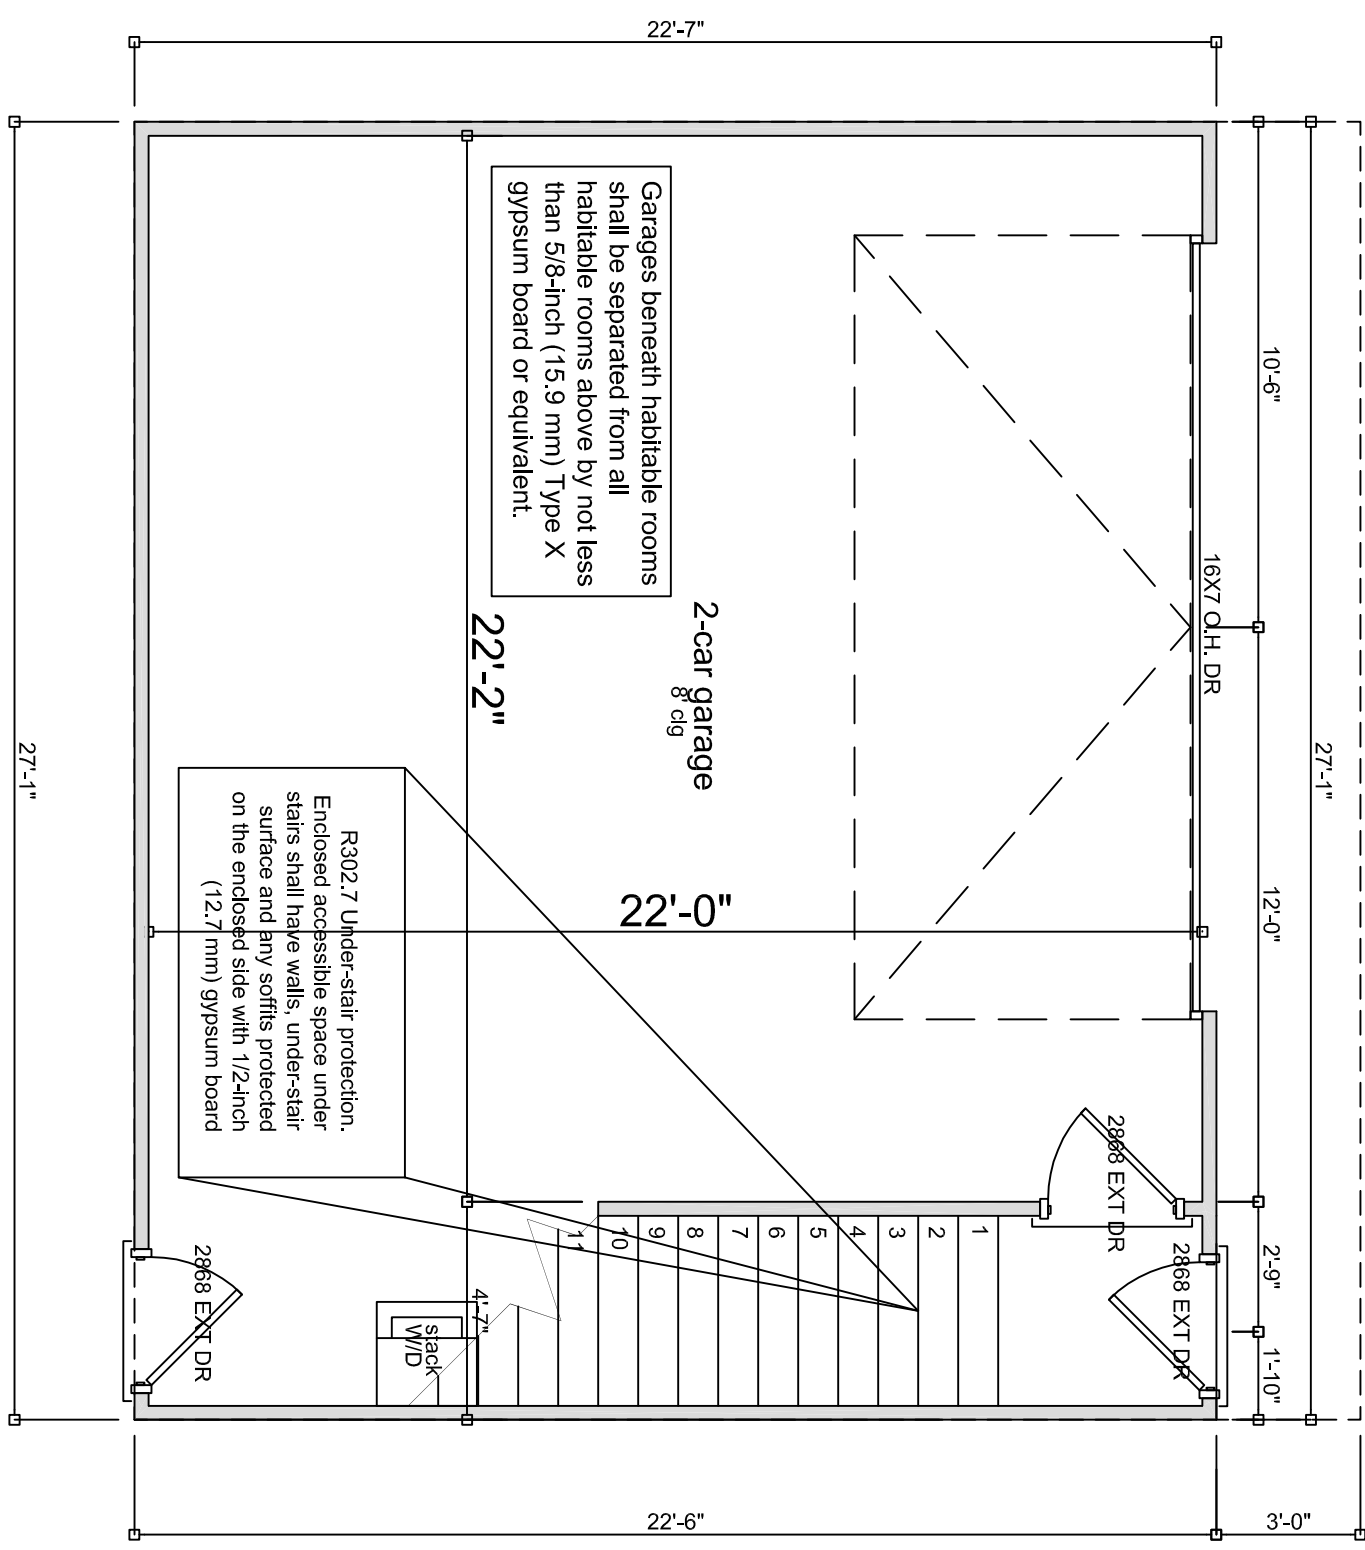 22'-7"
27'-1"
10'-6"
12'-0"
2'-9"
1'-10"
16X7 O.H. DR
Garages beneath habitable rooms
shall be separated from all
habitable rooms above by not less
than 5/8-inch (15.9 mm) Type X
gypsum board or equivalent.
2-car garage
8' clg
22'-2"
22'-0"
R302.7 Under-stair protection.
Enclosed accessible space under
stairs shall have walls, under-stair
surface and any soffits protected
on the enclosed side with 1/2-inch
(12.7 mm) gypsum board
27'-1"
2868 EXT DR
2868 EXT DR
2868 EXT DR
1
2
3
4
5
6
7
8
9
10
11
4'-7"
stack
W/D
22'-6"
3'-0"